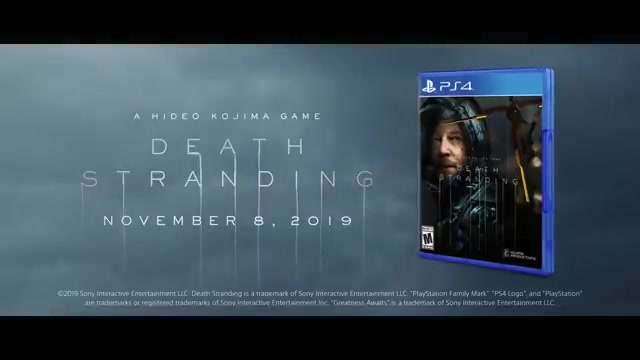 A HIDEO KOJIMA GAME
DEATH
STRANDING
NOVEMBER 8, 2019
PS4
DEATH
STRANDING
M
©2019 Sony Interactive Entertainment LLC. Death Stranding is a trademark of Sony Interactive Entertainment LLC. "PlayStation Family Mark" "PS4 Logo", and "PlayStation"
are trademarks or registered trademarks of Sony Interactive Entertainment Inc. "Greatness Awaits" is a trademark of Sony Interactive Entertainment LLC.